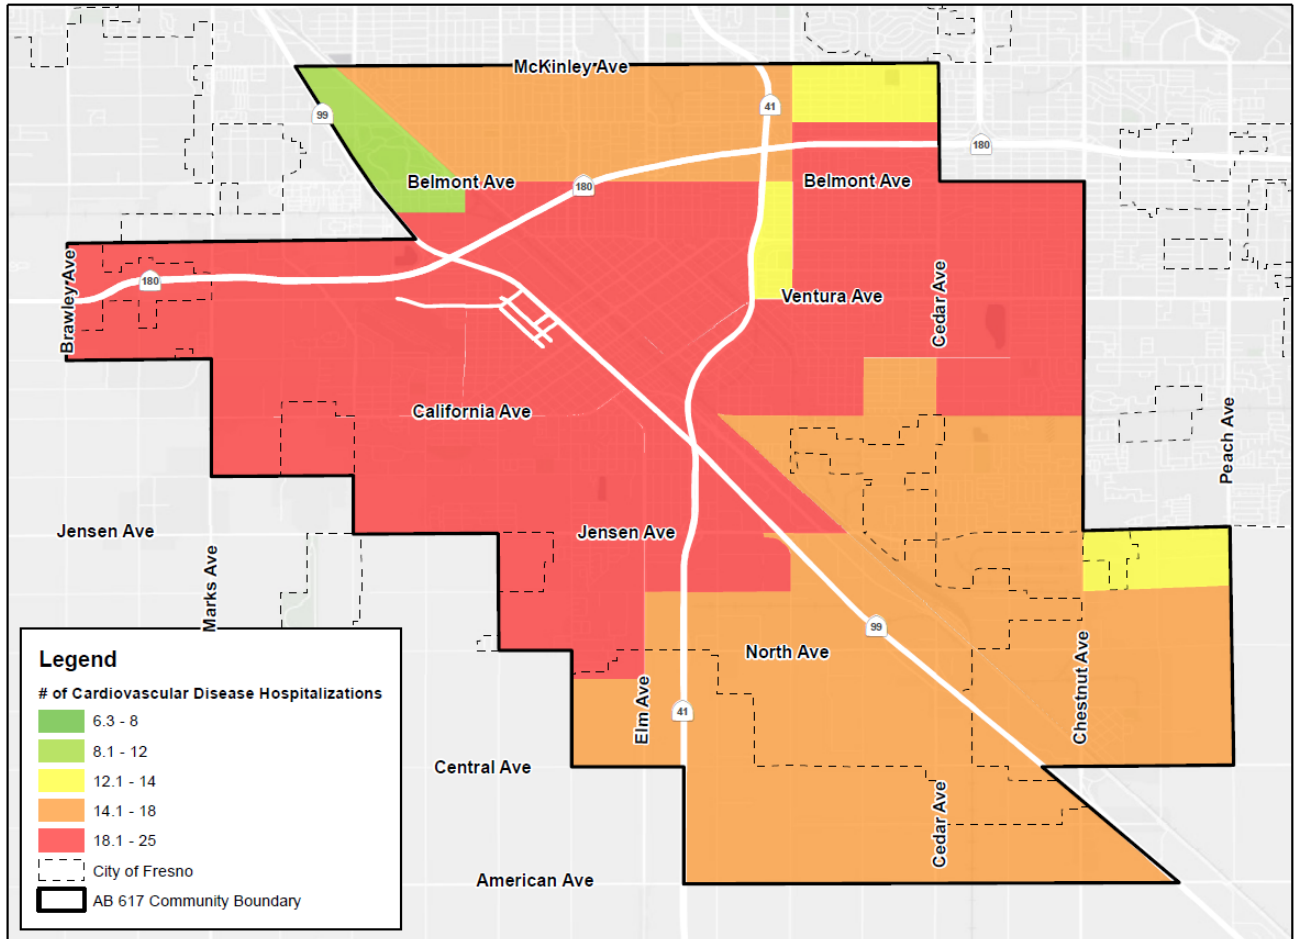 McKinley Ave
99
41
180
Belmont Ave
180
Belmont Ave
Brawley Ave
180
Ventura Ave
Cedar Ave
California Ave
Peach Ave
Jensen Ave
Jensen Ave
Marks Ave
99
North Ave
Elm Ave
41
Chestnut Ave
Central Ave
Cedar Ave
American Ave
Legend
# of Cardiovascular Disease Hospitalizations
6.3 - 8
8.1 - 12
12.1 - 14
14.1 - 18
18.1 - 25
City of Fresno
AB 617 Community Boundary